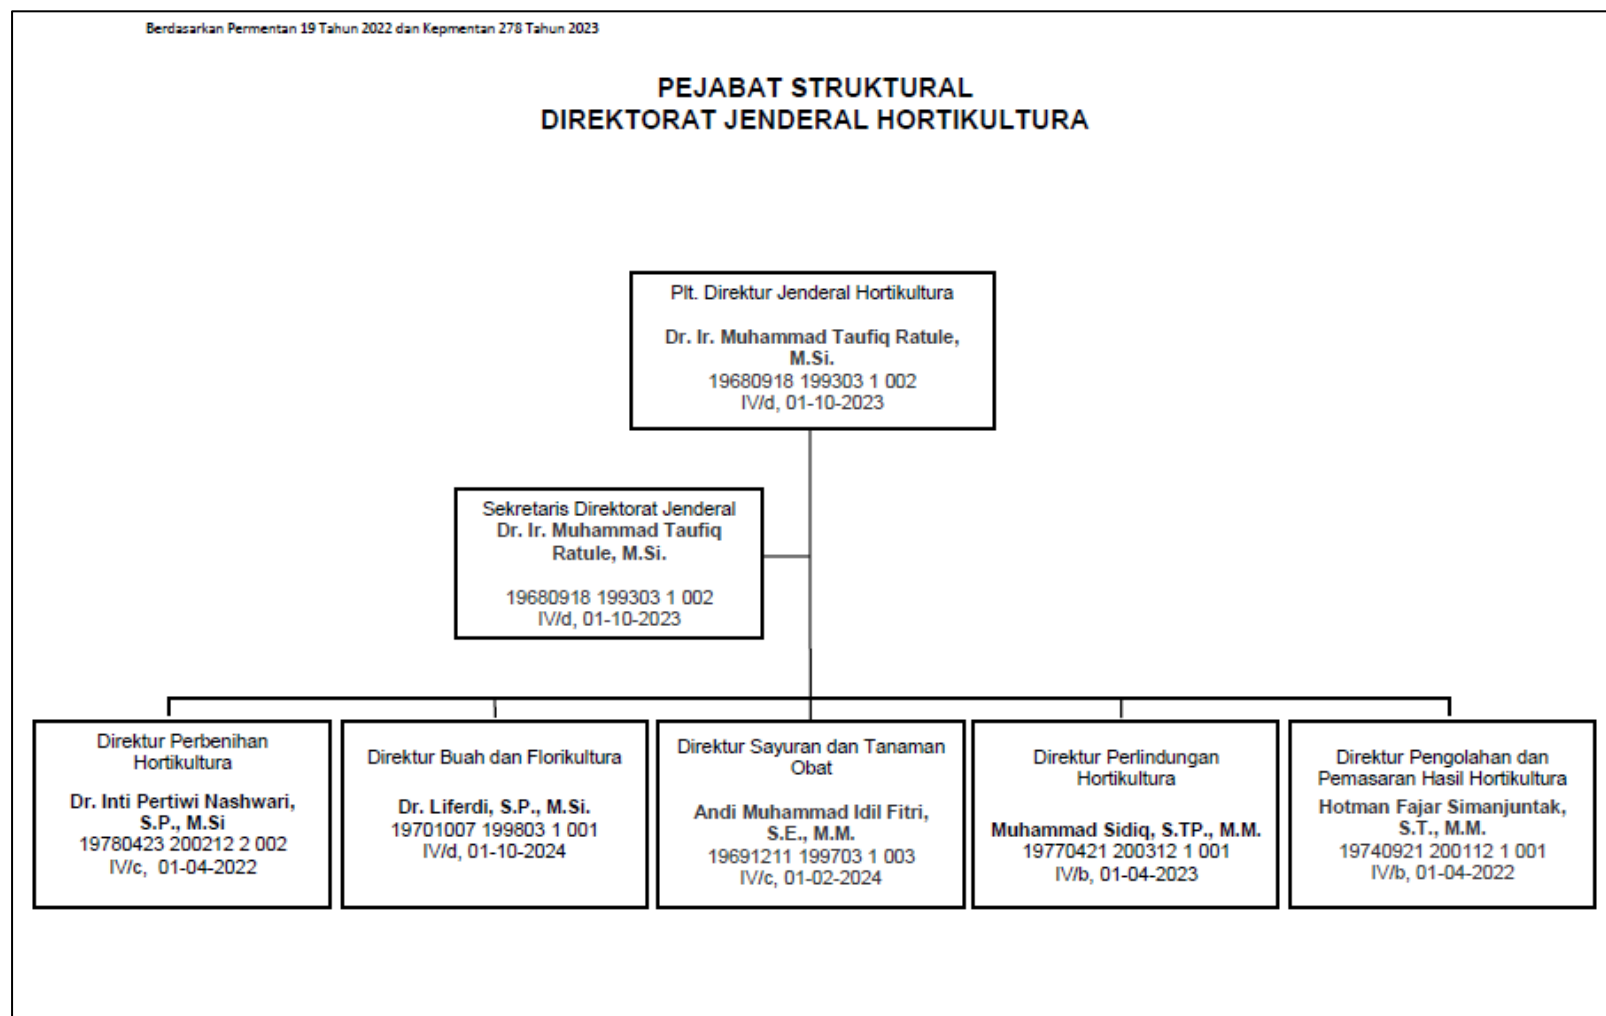 Berdasarkan Permentan 19 Tahun 2022 dan Kepmentan 278 Tahun 2023
PEJABAT STRUKTURAL
DIREKTORAT JENDERAL HORTIKULTURA
Plt. Direktur Jenderal Hortikultura
Dr. Ir. Muhammad Taufiq Ratule,
M.Si.
19680918 199303 1 002
IV/d, 01-10-2023
Sekretaris Direktorat Jenderal
Dr. Ir. Muhammad Taufiq
Ratule, M.Si.
19680918 199303 1 002
IV/d, 01-10-2023
Direktur Perbenihan
Hortikultura
Dr. Inti Pertiwi Nashwari,
S.P., M.Si
19780423 200212 2 002
IV/c, 01-04-2022
Direktur Buah dan Florikultura
Dr. Liferdi, S.P., M.Si.
19701007 199803 1 001
IV/d, 01-10-2024
Direktur Sayuran dan Tanaman
Obat
Andi Muhammad Idil Fitri,
S.E., M.M.
19691211 199703 1 003
IV/c, 01-02-2024
Direktur Perlindungan
Hortikultura
Muhammad Sidiq, S.TP., M.M.
19770421 200312 1 001
IV/b, 01-04-2023
Direktur Pengolahan dan
Pemasaran Hasil Hortikultura
Hotman Fajar Simanjuntak,
S.T., M.M.
19740921 200112 1 001
IV/b, 01-04-2022